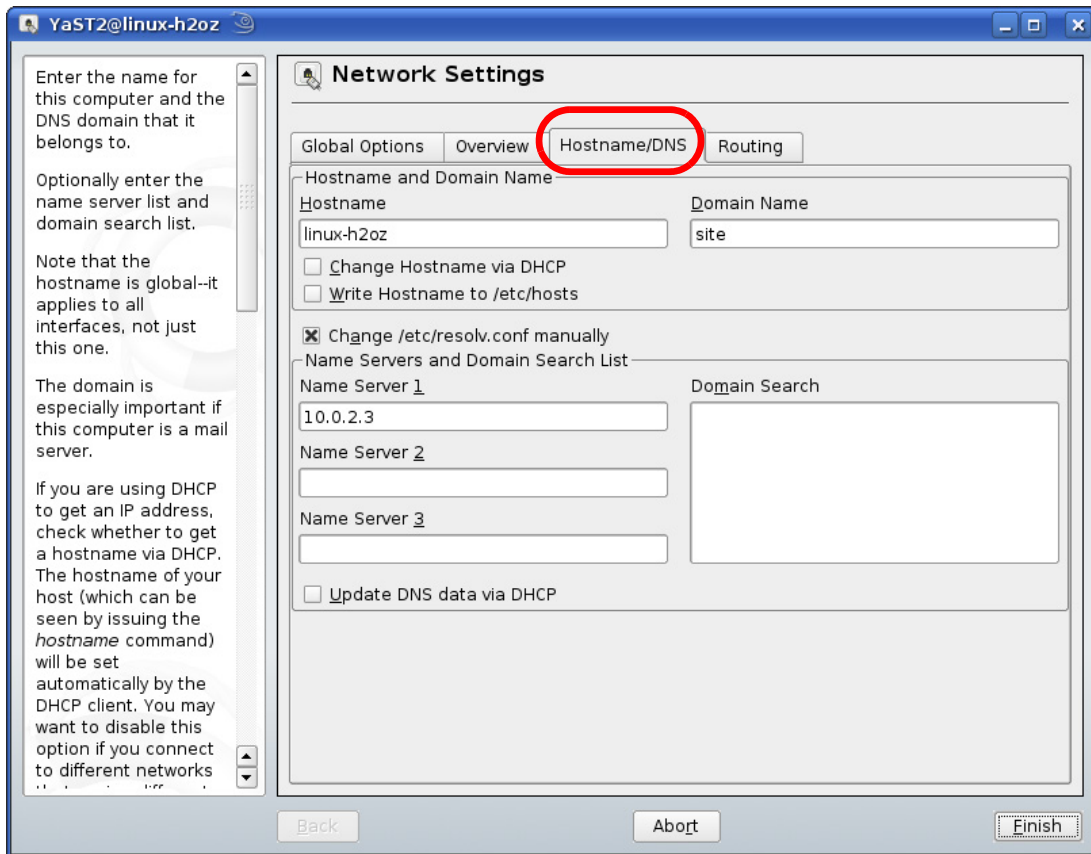 YaST2@linux-h2oz
Enter the name for
this computer and the
DNS domain that it
belongs to.
Optionally enter the
name server list and
domain search list.
Note that the
hostname is global--it
applies to all
interfaces, not just
this one.
The domain is
especially important if
this computer is a mail
server.
If you are using DHCP
to get an IP address,
check whether to get
a hostname via DHCP.
The hostname of your
host (which can be
seen by issuing the
hostname command)
will be set
automatically by the
DHCP client. You may
want to disable this
option if you connect
to different networks
Network Settings
Global Options
Overview
Hostname/DNS
Routing
Hostname and Domain Name
Hostname
Domain Name
linux-h2oz
site
Change Hostname via DHCP
Write Hostname to /etc/hosts
Change /etc/resolv.conf manually
Name Servers and Domain Search List
Name Server 1
Domain Search
10.0.2.3
Name Server 2
Name Server 3
Update DNS data via DHCP
Back
Abort
Finish